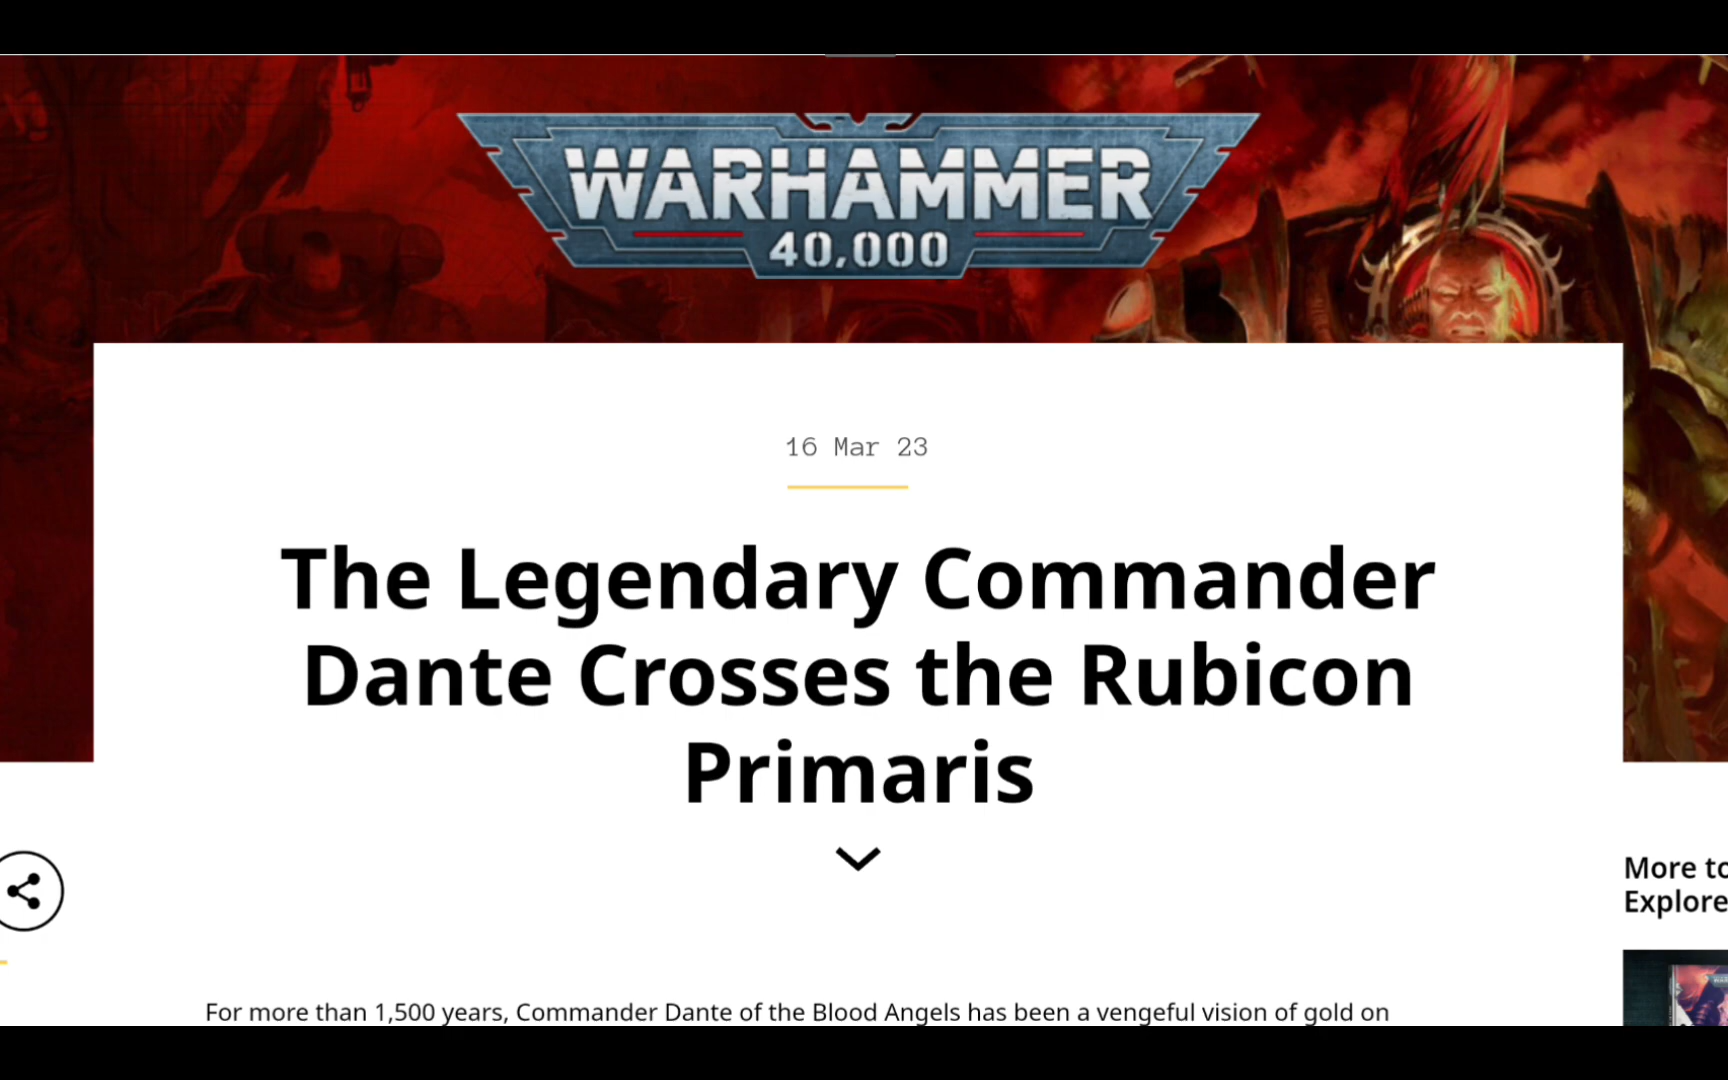 WARHAMMER
40,000
16 Mar 23
The Legendary Commander
Dante Crosses the Rubicon
Primaris
More to
Explore
For more than 1,500 years, Commander Dante of the Blood Angels has been a vengeful vision of gold on